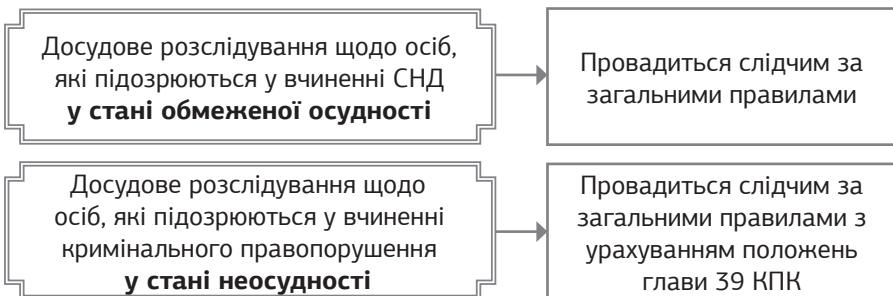 Досудове розслідування щодо осіб,
які підозрюються у вчиненні СНД
у стані обмеженої осудності
Провадиться слідчим за
загальними правилами
Досудове розслідування щодо
осіб, які підозрюються у вчиненні
кримінального правопорушення
у стані неосудності
Провадиться слідчим за
загальними правилами з
урахуванням положень
глави 39 КПК